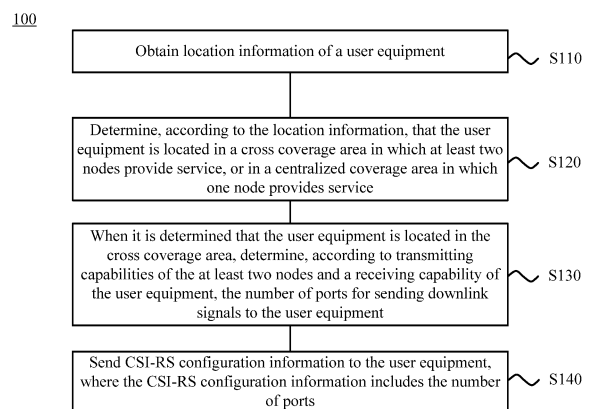 100
Obtain location information of a user equipment
S110
Determine, according to the location information, that the user
equipment is located in a cross coverage area in which at least two
nodes provide service, or in a centralized coverage area in which
one node provides service
S120
When it is determined that the user equipment is located in the
cross coverage area, determine, according to transmitting
capabilities of the at least two nodes and a receiving capability of
the user equipment, the number of ports for sending downlink
signals to the user equipment
S130
Send CSI-RS configuration information to the user equipment,
where the CSI-RS configuration information includes the number
of ports
S140